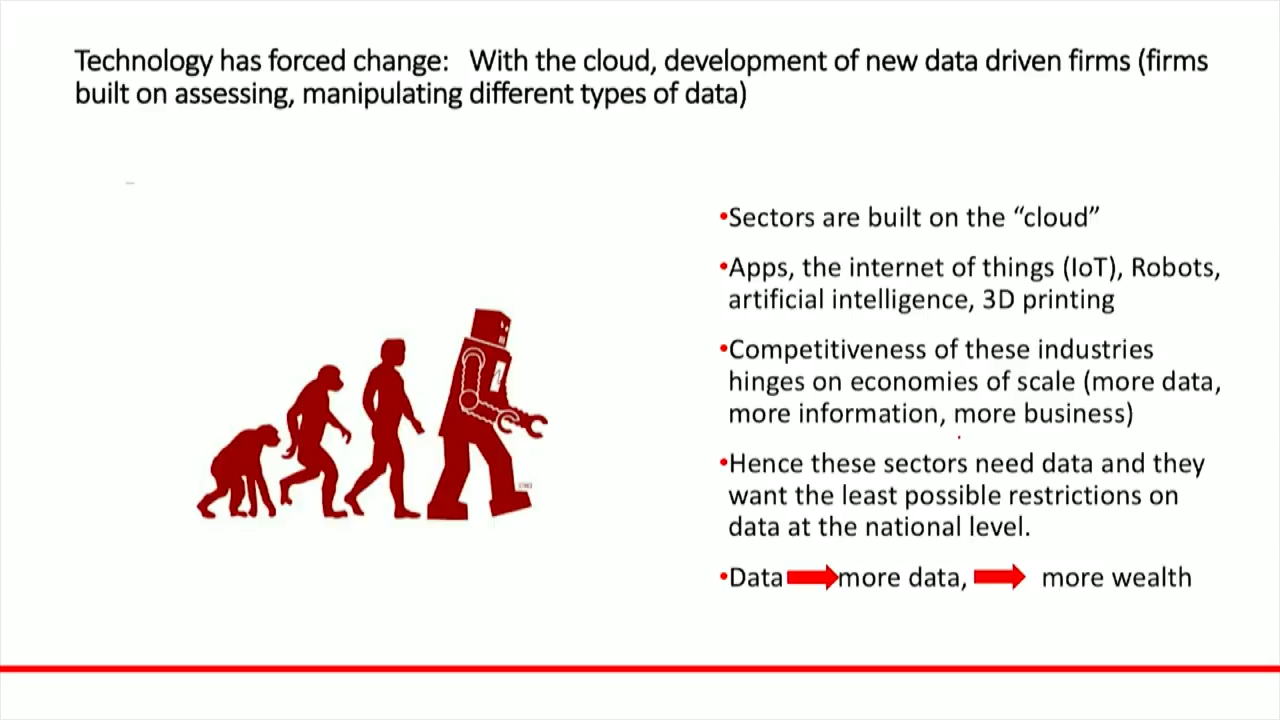 Technology has forced change:   With the cloud, development of new data driven firms (firms
built on assessing, manipulating different types of data)
•Sectors are built on the “cloud”
•Apps, the internet of things (IoT), Robots,
artificial intelligence, 3D printing
•Competitiveness of these industries
hinges on economies of scale (more data,
more information, more business)
•Hence these sectors need data and they
want the least possible restrictions on
data at the national level.
•Data more data, more wealth